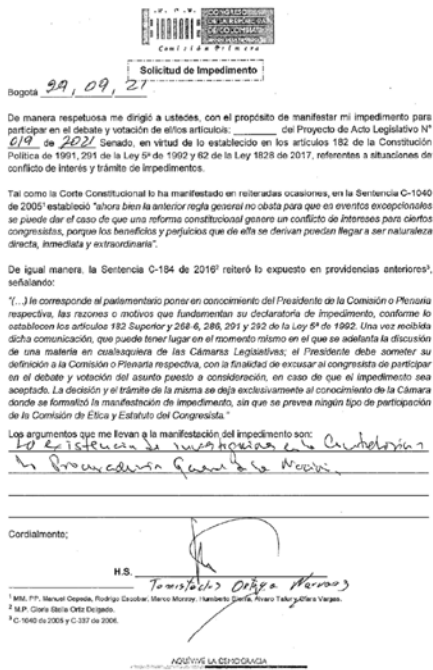 CONGRESO
DE LA REPÚBLICA
DE COLOMBIA
Comisión Primera
Solicitud de Impedimento
Bogotá 29, 09, 21
De manera respetuosa me dirigió a ustedes, con el propósito de manifestar mi impedimento para
participar en el debate y votación de el/los artículo/s: ______ del Proyecto de Acto Legislativo N°
019 de 2021 Senado, en virtud de lo establecido en los artículos 182 de la Constitución
Política de 1991, 291 de la Ley 5ª de 1992 y 62 de la Ley 1828 de 2017, referentes a situaciones de
conflicto de interés y trámite de impedimentos.
Tal como la Corte Constitucional lo ha manifestado en reiteradas ocasiones, en la Sentencia C-1040
de 2005¹ estableció "ahora bien la anterior regla general no obsta para que en eventos excepcionales
se puede dar el caso de que una reforma constitucional genere un conflicto de intereses para ciertos
congresistas, porque los beneficios y perjuicios que de ella se derivan puedan llegar a ser naturaleza
directa, inmediata y extraordinaria".
De igual manera, la Sentencia C-184 de 2016² reiteró lo expuesto en providencias anteriores³,
señalando:
"(...) le corresponde al parlamentario poner en conocimiento del Presidente de la Comisión o Plenaria
respectiva, las razones o motivos que fundamentan su declaratoria de impedimento, conforme lo
establecen los artículos 182 Superior y 268-6, 286, 291 y 292 de la Ley 5ª de 1992. Una vez recibida
dicha comunicación, que puede tener lugar en el momento mismo en el que se adelanta la discusión
de una materia en cualesquiera de las Cámaras Legislativas; el Presidente debe someter su
definición a la Comisión o Plenaria respectiva, con la finalidad de excusar al congresista de participar
en el debate y votación del asunto puesto a consideración, en caso de que el impedimento sea
aceptado. La decisión y el trámite de la misma se deja exclusivamente al conocimiento de la Cámara
donde se formalizó la manifestación de impedimento, sin que se prevea ningún tipo de participación
de la Comisión de Ética y Estatuto del Congresista."
Los argumentos que me llevan a la manifestación del impedimento son:
La existencia de investigaciones en la Contraloría y
la Procuraduría General de la Nación
Cordialmente;
H.S.
Temistocles Ortega Narvaez
¹ MM. PP. Manuel Cepeda, Rodrigo Escobar, Marco Monroy, Humberto Sierra, Álvaro Tafur y Clara Vargas.
² M.P. Gloria Stella Ortiz Delgado.
³ C-1040 de 2005 y C-337 de 2006.
AQUÍ VIVE LA DEMOCRACIA